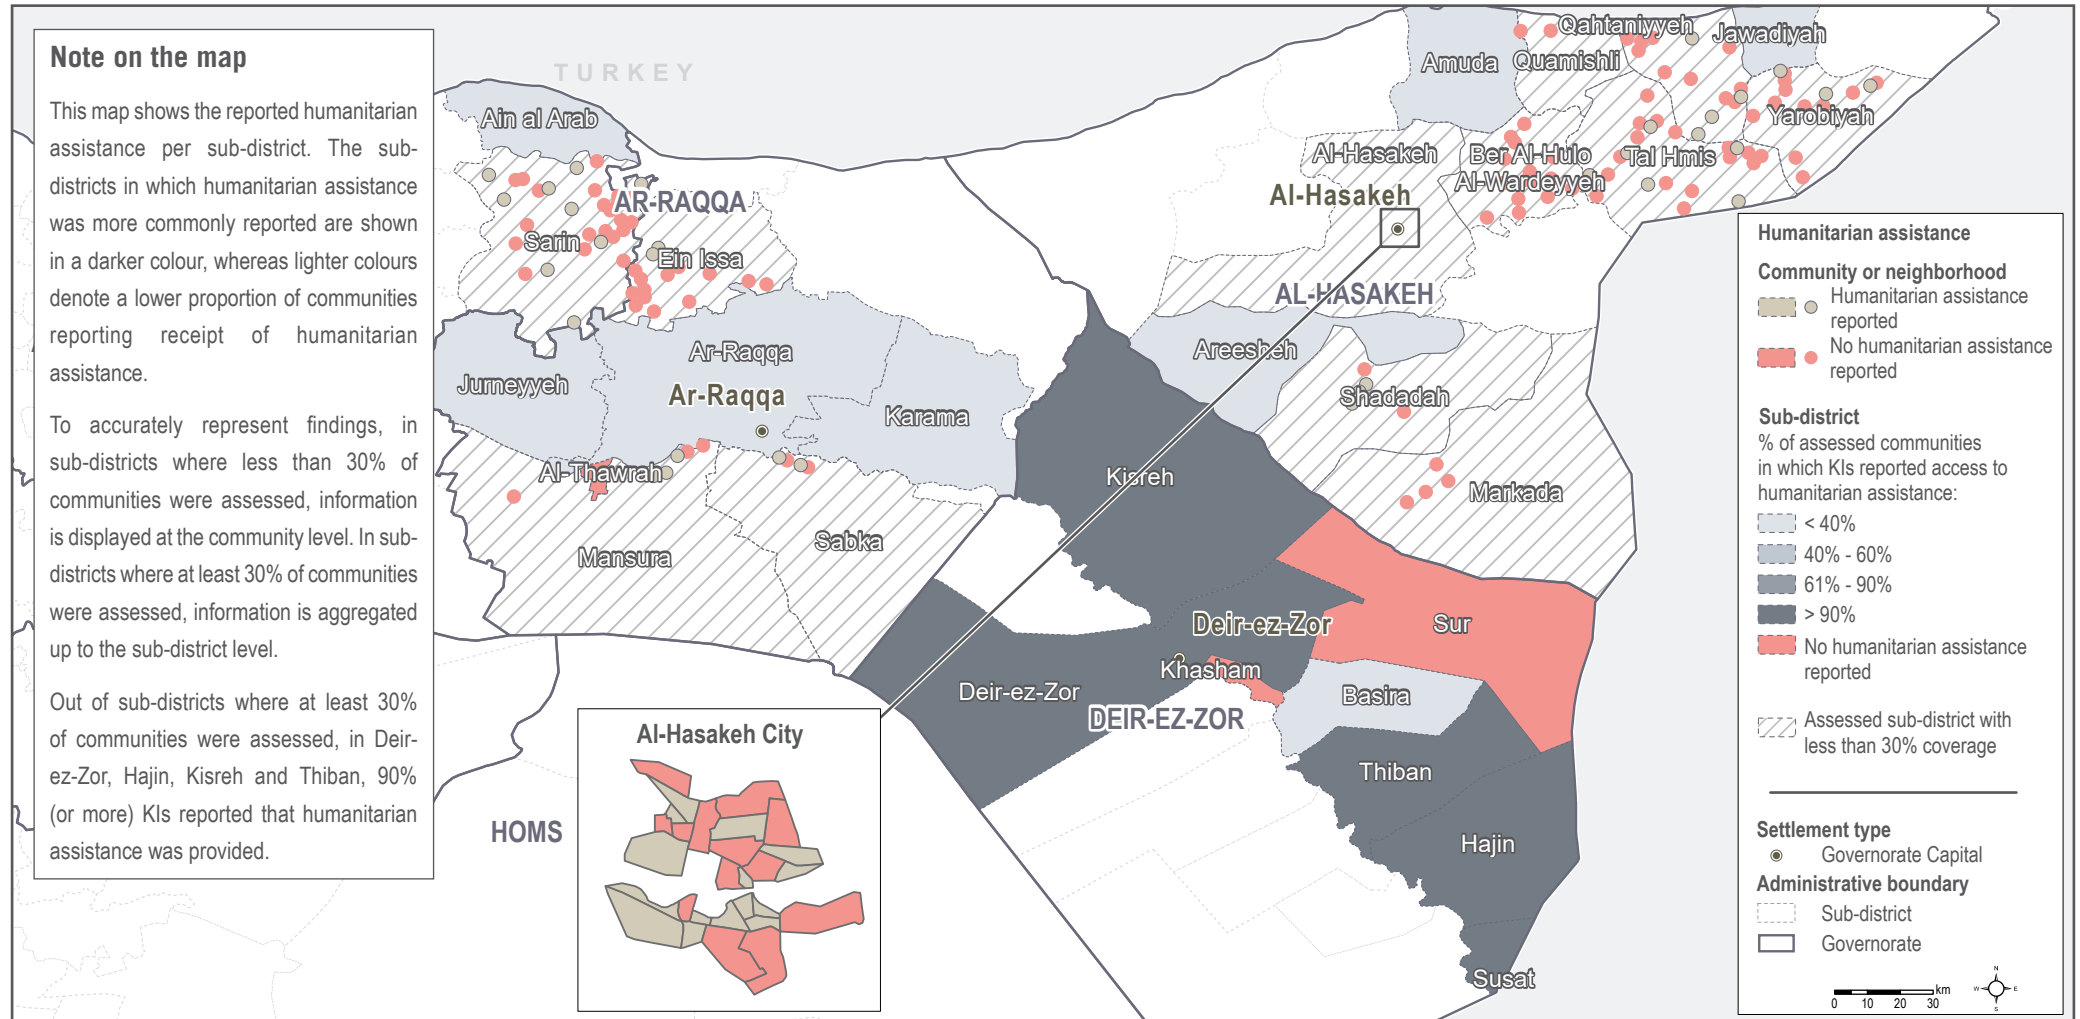 Note on the map
This map shows the reported humanitarian
assistance per sub-district. The sub-
districts in which humanitarian assistance
was more commonly reported are shown
in a darker colour, whereas lighter colours
denote a lower proportion of communities
reporting receipt of humanitarian
assistance.
To accurately represent findings, in
sub-districts where less than 30% of
communities were assessed, information
is displayed at the community level. In sub-
districts where at least 30% of communities
were assessed, information is aggregated
up to the sub-district level.
Out of sub-districts where at least 30%
of communities were assessed, in Deir-
ez-Zor, Hajin, Kisreh and Thiban, 90%
(or more) KIs reported that humanitarian
assistance was provided.
TURKEY
Ain al Arab
AR-RAQQA
Sarin
Ein Issa
Jurneyyeh
Ar-Raqqa
Ar-Raqqa
Karama
Al-Thawrah
Mansura
Sabka
HOMS
Amuda
Qahtaniyyeh
Quamishli
Jawadiyah
Yarobiyah
Al-Hasakeh
Ber Al-Hulo
Al-Wardeyyeh
Tal Hmis
Al-Hasakeh
AL-HASAKEH
Areesheh
Shadadah
Markada
Kisreh
Deir-ez-Zor
Sur
Khasham
Basira
Deir-ez-Zor
DEIR-EZ-ZOR
Thiban
Hajin
Susat
Al-Hasakeh City
Humanitarian assistance
Community or neighborhood
Humanitarian assistance
reported
No humanitarian assistance
reported
Sub-district
% of assessed communities
in which KIs reported access to
humanitarian assistance:
< 40%
40% - 60%
61% - 90%
> 90%
No humanitarian assistance
reported
Assessed sub-district with
less than 30% coverage
Settlement type
Governorate Capital
Administrative boundary
Sub-district
Governorate
km
0 10 20 30
N
W E
S